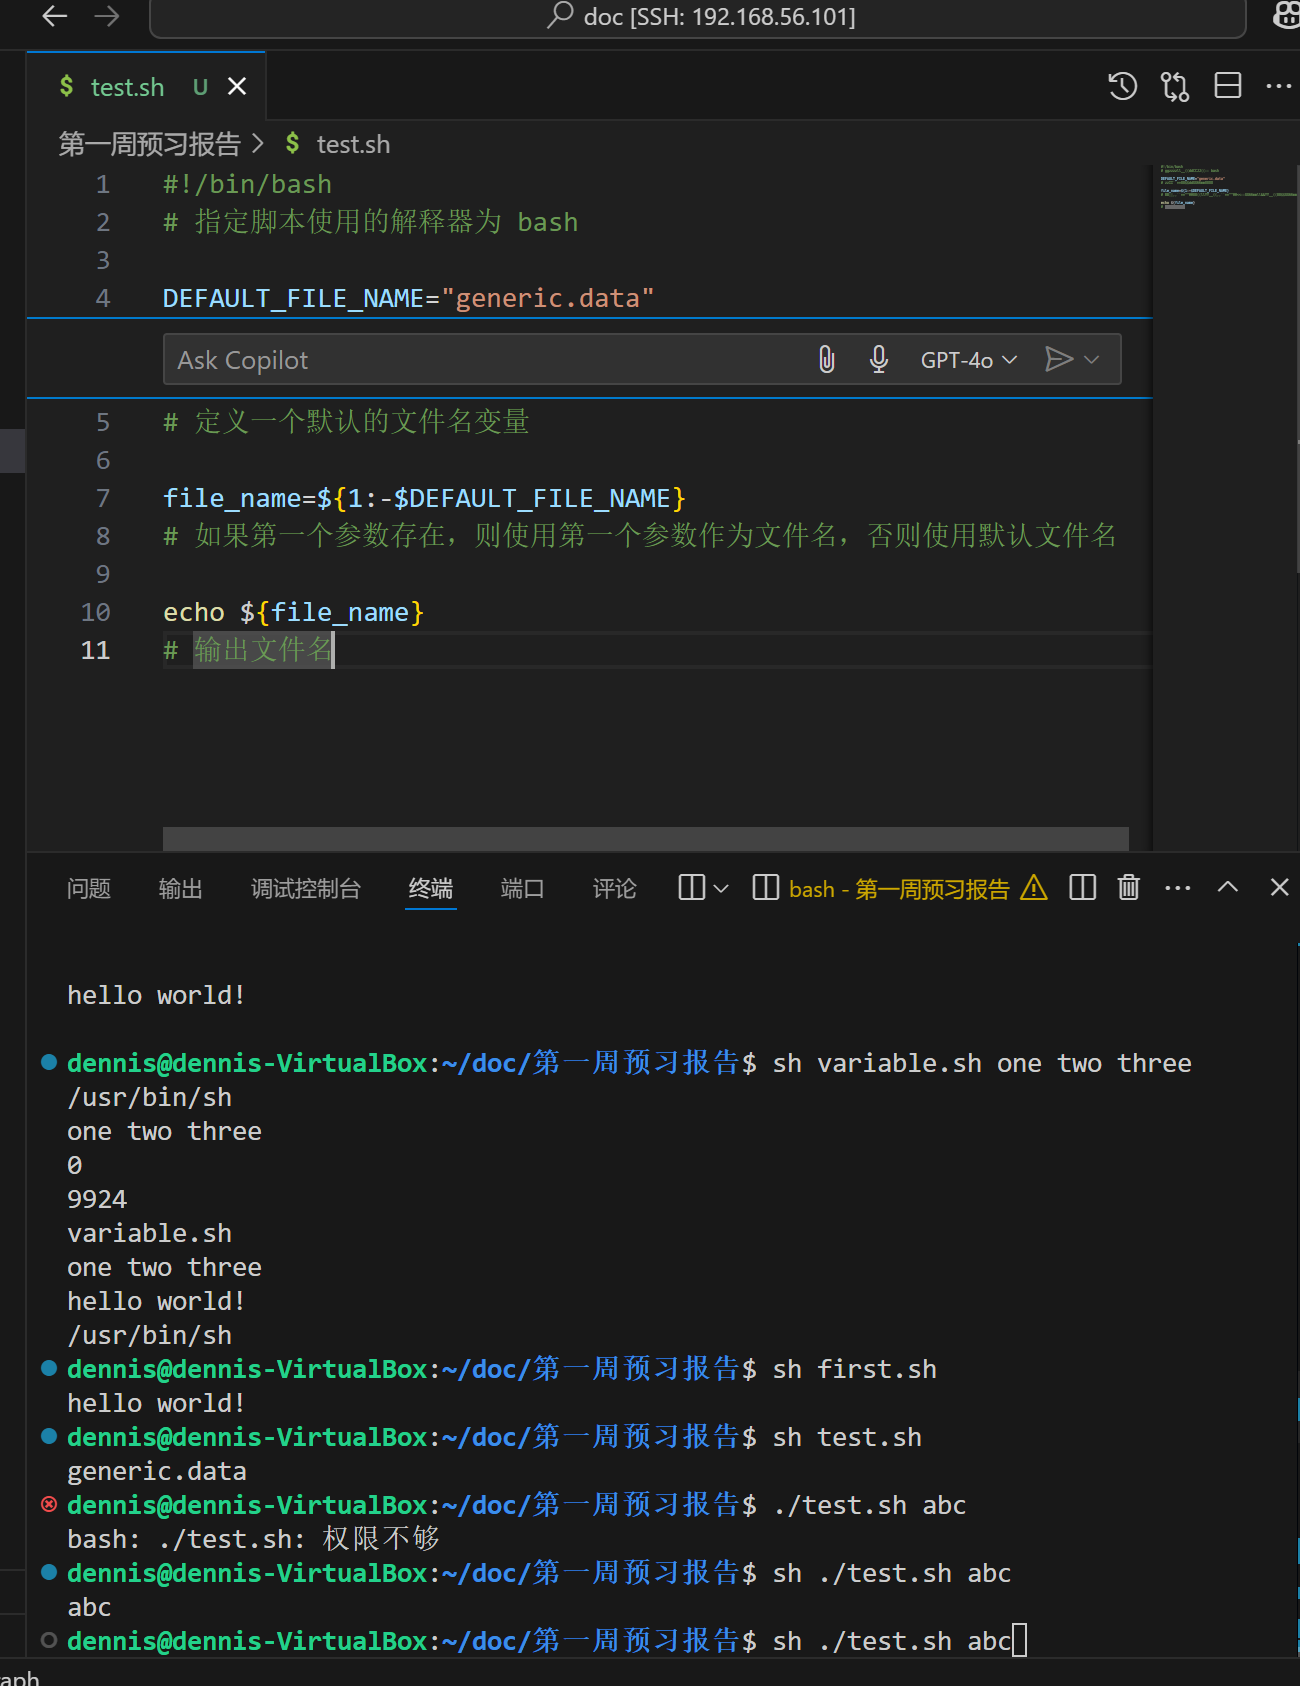 doc [SSH: 192.168.56.101]
$ test.sh U
第一周预习报告 > $ test.sh
1 #!/bin/bash
2 # 指定脚本使用的解释器为 bash
3
4 DEFAULT_FILE_NAME="generic.data"
Ask Copilot GPT-4o
5 # 定义一个默认的文件名变量
6
7 file_name=${1:-$DEFAULT_FILE_NAME}
8 # 如果第一个参数存在，则使用第一个参数作为文件名，否则使用默认文件名
9
10 echo ${file_name}
11 # 输出文件名
问题 输出 调试控制台 终端 端口 评论 bash - 第一周预习报告
hello world!
dennis@dennis-VirtualBox:~/doc/第一周预习报告$ sh variable.sh one two three
/usr/bin/sh
one two three
0
9924
variable.sh
one two three
hello world!
/usr/bin/sh
dennis@dennis-VirtualBox:~/doc/第一周预习报告$ sh first.sh
hello world!
dennis@dennis-VirtualBox:~/doc/第一周预习报告$ sh test.sh
generic.data
dennis@dennis-VirtualBox:~/doc/第一周预习报告$ ./test.sh abc
bash: ./test.sh: 权限不够
dennis@dennis-VirtualBox:~/doc/第一周预习报告$ sh ./test.sh abc
abc
dennis@dennis-VirtualBox:~/doc/第一周预习报告$ sh ./test.sh abc